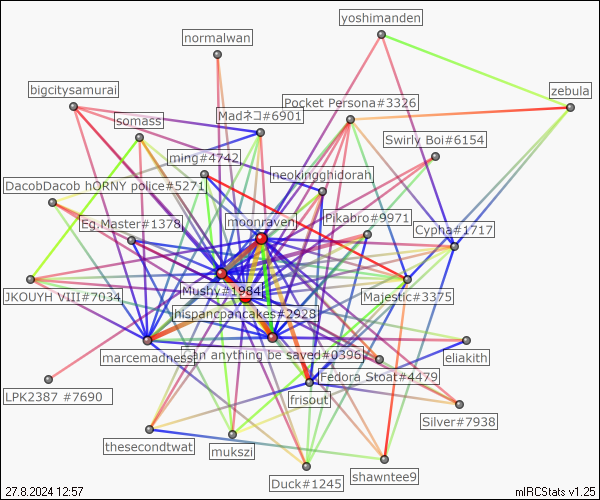 yoshimanden
normalwan
bigcitysamurai
zebula
somass
Madネコ#6901
Pocket Persona#3326
Swirly Boi#6154
ming#4742
neokingghidorah
DacobDacob hORNY police#5271
Eg.Master#1378
moonraven
Pikabro#9971
Cypha#1717
Mushy#1984
JKOUYH VIII#7034
Majestic#3375
hispancpancakes#2928
marcemadness
an anything be saved#0396
eliakith
Fedora Stoat#4479
LPK2387 #7690
frisout
Silver#7938
thesecondtwat
mukszi
Duck#1245
shawntee9
27.8.2024 12:57
mIRCStats v1.25